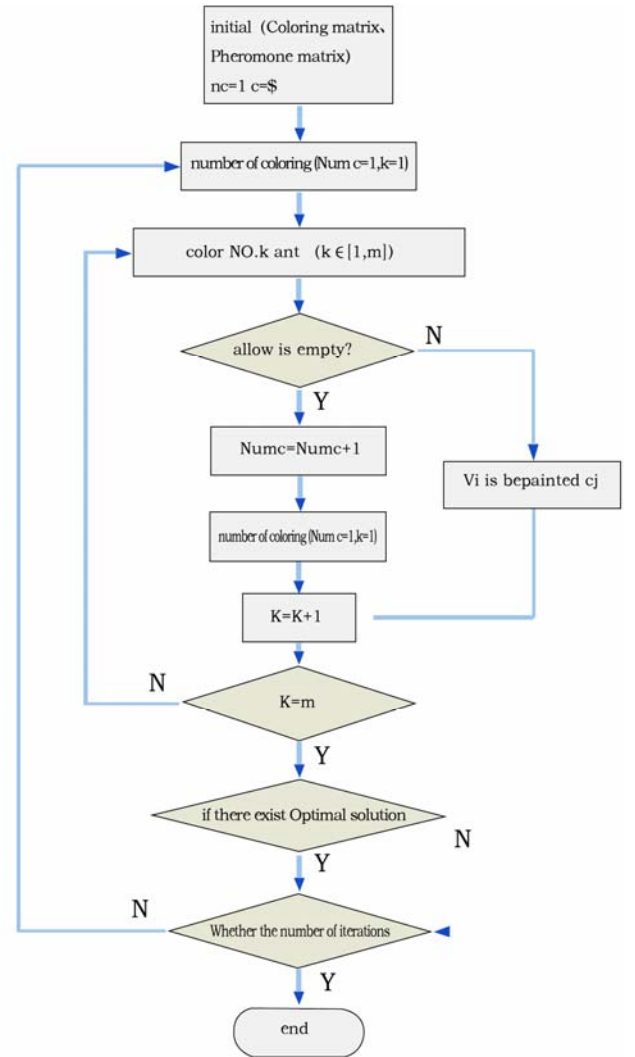 initial (Coloring matrix、
Pheromone matrix)
nc=1 c=$
number of coloring (Num c=1,k=1)
color NO.k ant (k∈[1,m])
allow is empty?
N
Y
Numc=Numc+1
Vi is bepainted cj
number of coloring (Num c=1,k=1)
K=K+1
N
K=m
Y
if there exist Optimal solution
N
Y
N
Whether the number of iterations
Y
end